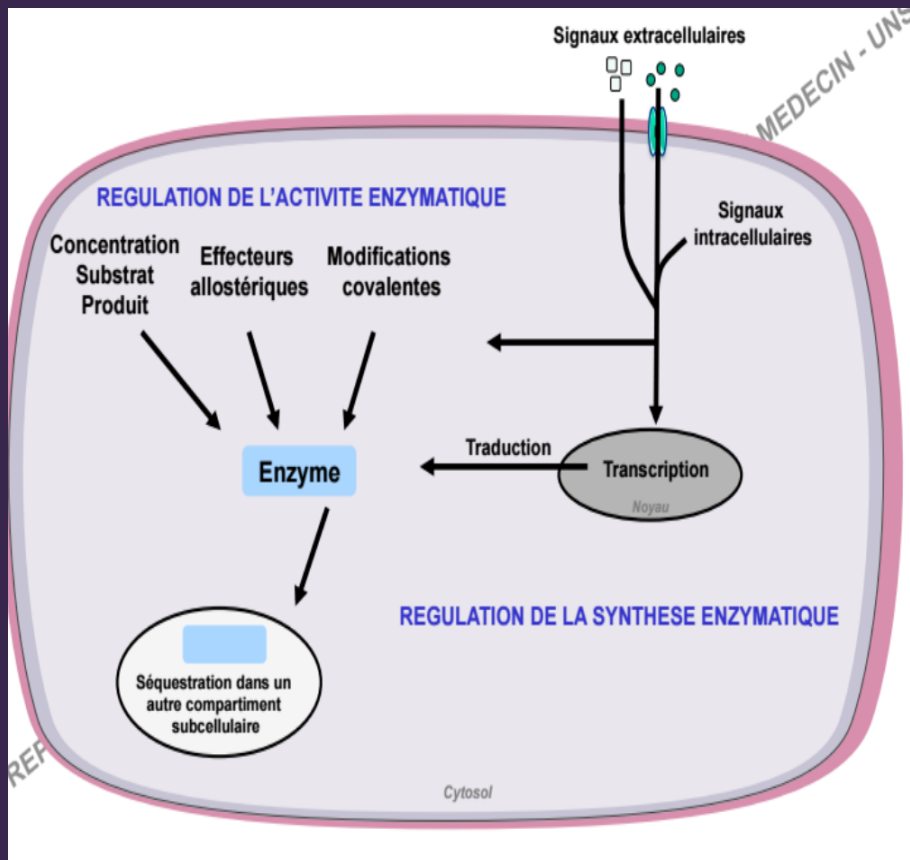 Signaux extracellulaires
MEDECIN - UNS
REGULATION DE L'ACTIVITE ENZYMATIQUE
Concentration
Substrat
Produit
Effecteurs
allostériques
Modifications
covalentes
Signaux
intracellulaires
Enzyme
Traduction
Transcription
Noyau
REGULATION DE LA SYNTHESE ENZYMATIQUE
Séquestration dans un
autre compartiment
subcellulaire
Cytosol